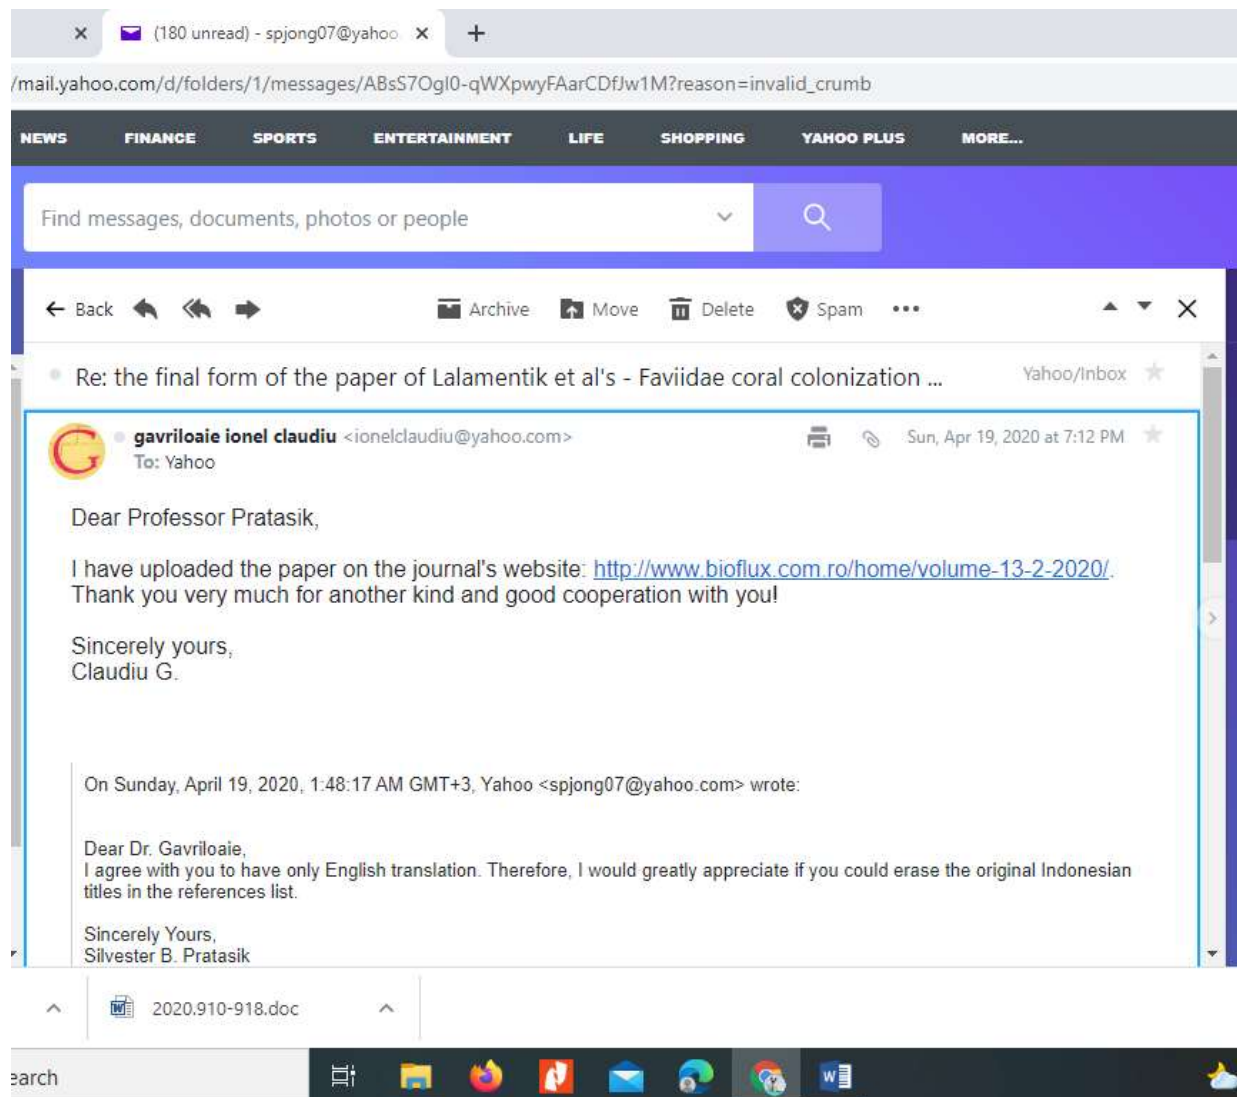 (180 unread) - spjong07@yahoo
/mail.yahoo.com/d/folders/1/messages/ABsS7OgI0-qWXpwyFAarCDfJw1M?reason=invalid_crumb
NEWS FINANCE SPORTS ENTERTAINMENT LIFE SHOPPING YAHOO PLUS MORE...
Find messages, documents, photos or people
Back Archive Move Delete Spam
Re: the final form of the paper of Lalamentik et al's - Faviidae coral colonization ... Yahoo/Inbox
gavriloaie ionel claudiu <ionelclaudiu@yahoo.com> Sun, Apr 19, 2020 at 7:12 PM
To: Yahoo
Dear Professor Pratasik,
I have uploaded the paper on the journal's website: http://www.bioflux.com.ro/home/volume-13-2-2020/.
Thank you very much for another kind and good cooperation with you!
Sincerely yours,
Claudiu G.
On Sunday, April 19, 2020, 1:48:17 AM GMT+3, Yahoo <spjong07@yahoo.com> wrote:
Dear Dr. Gavriloaie,
I agree with you to have only English translation. Therefore, I would greatly appreciate if you could erase the original Indonesian
titles in the references list.
Sincerely Yours,
Silvester B. Pratasik
2020.910-918.doc
earch